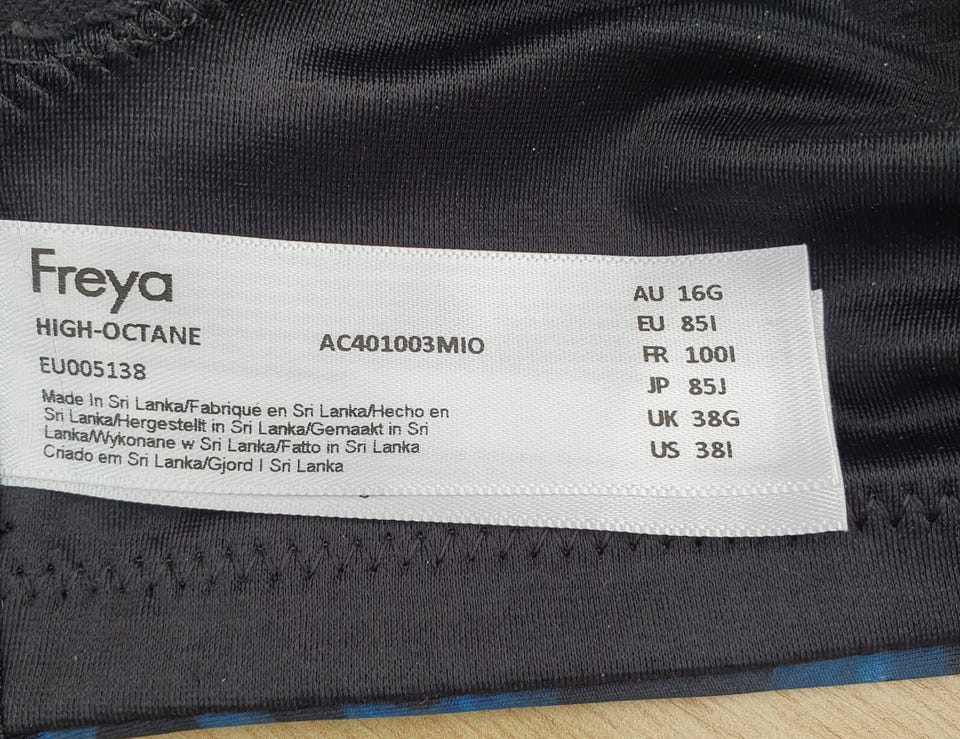 Freya
HIGH-OCTANE
AC401003MIO
EU005138
Made In Sri Lanka/Fabriqué en Sri Lanka/Hecho en
Sri Lanka/Hergestellt in Sri Lanka/Gemaakt in Sri
Lanka/Wykonane w Sri Lanka/Fatto in Sri Lanka
Criado em Sri Lanka/Gjord I Sri Lanka
AU 16G
EU 85I
FR 100I
JP 85J
UK 38G
US 38I